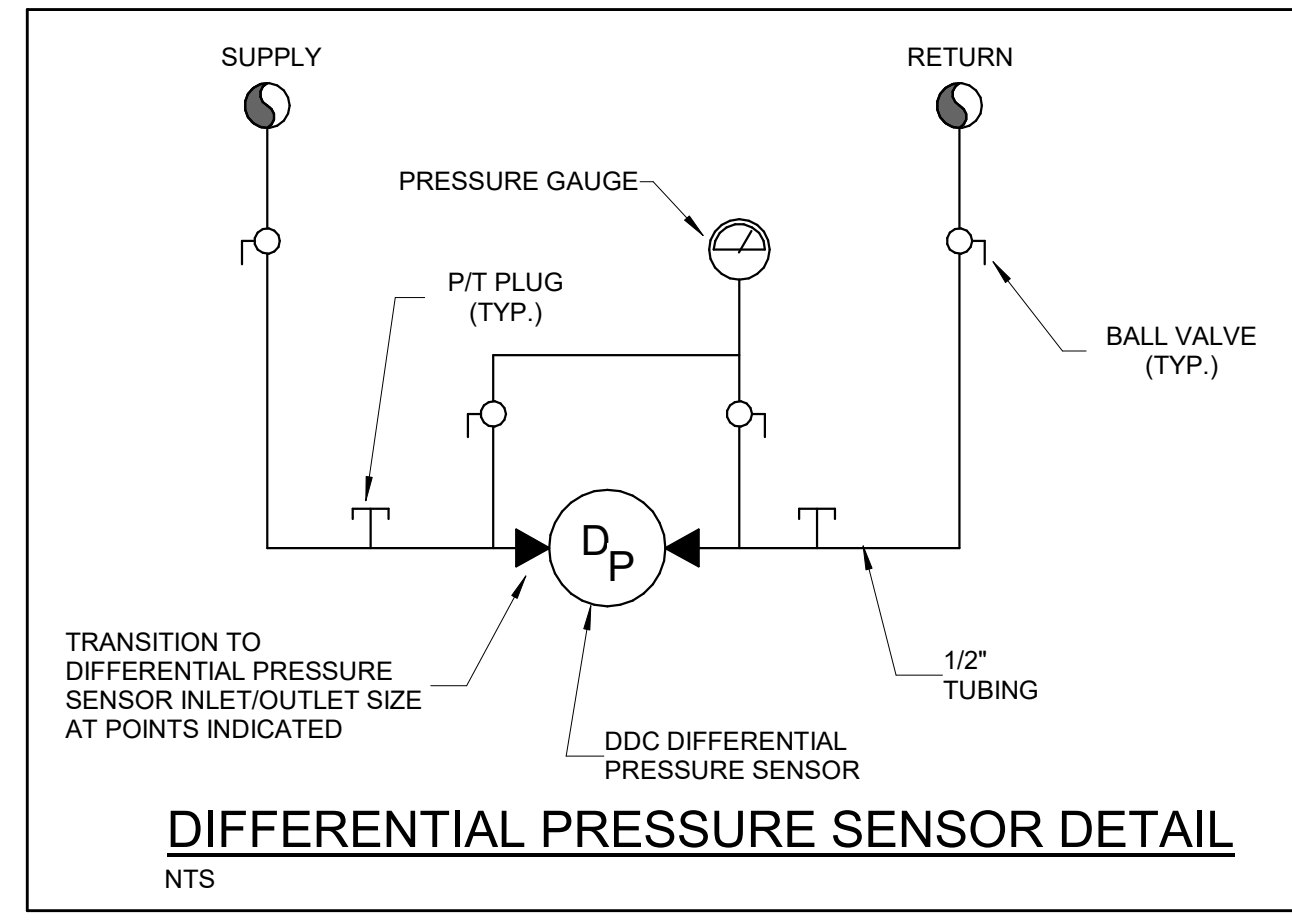 SUPPLY
RETURN
PRESSURE GAUGE
P/T PLUG
(TYP.)
BALL VALVE
(TYP.)
DP
TRANSITION TO
DIFFERENTIAL PRESSURE
SENSOR INLET/OUTLET SIZE
AT POINTS INDICATED
1/2"
TUBING
DDC DIFFERENTIAL
PRESSURE SENSOR
DIFFERENTIAL PRESSURE SENSOR DETAIL
NTS